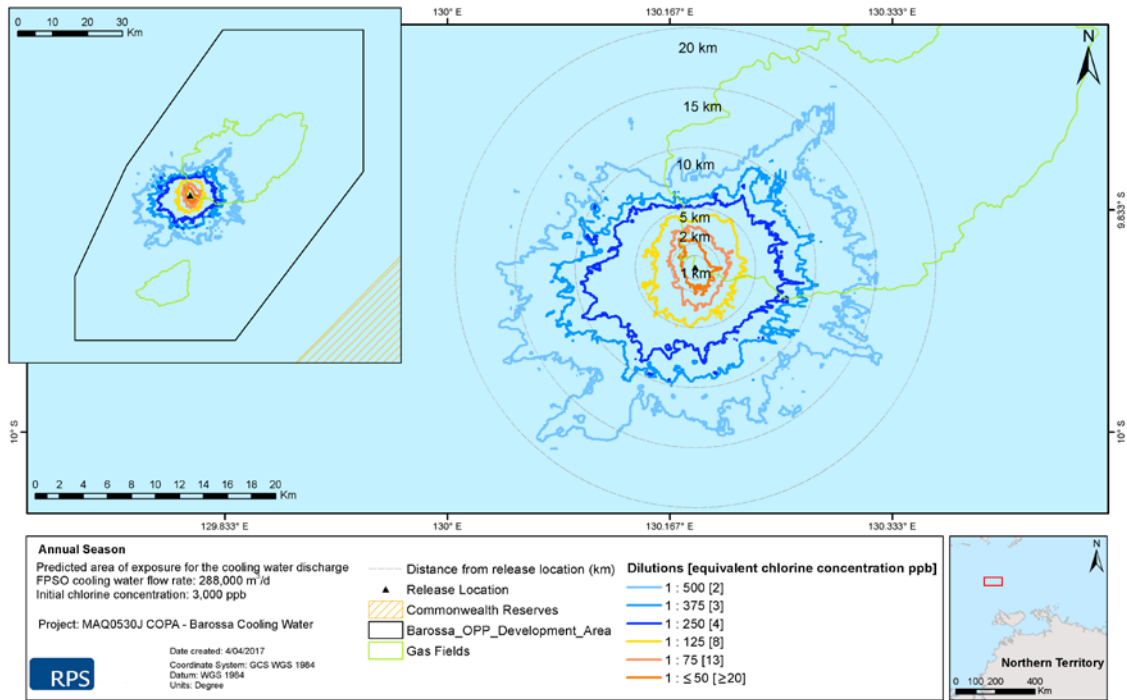 0 5 10 20 30
Km
130° E
130.167° E
130.333° E
N
20 km
15 km
10 km
5 km
2 km
1 km
9.833° S
10° S
10° S
0 2 4 6 8 10 12 14 16 18 20
Km
129.833° E
130° E
130.167° E
130.333° E
Annual Season
Predicted area of exposure for the cooling water discharge
FPSO cooling water flow rate: 288,000 m³/d
Initial chlorine concentration: 3,000 ppb
Project: MAQ0530J COPA - Barossa Cooling Water
Date created: 4/04/2017
Coordinate System: GCS WGS 1984
Datum: WGS 1984
Units: Degree
RPS
Distance from release location (km)
Release Location
Commonwealth Reserves
Barossa_OPP_Development_Area
Gas Fields
Dilutions [equivalent chlorine concentration ppb]
1 : 500 [2]
1 : 375 [3]
1 : 250 [4]
1 : 125 [8]
1 : 75 [13]
1 : ≤ 50 [≥20]
N
Northern Territory
0 100 200 400
Km